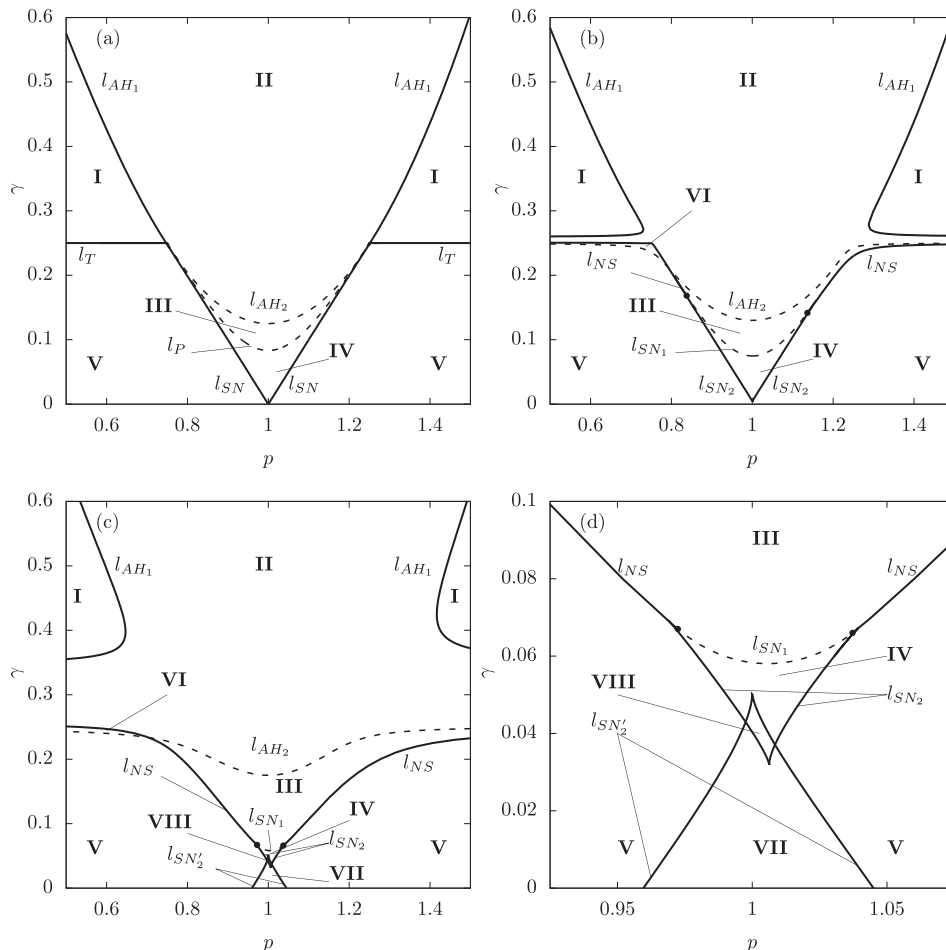 (a)
0.6
0.5
0.4
0.3
0.2
0.1
0
γ
0.6 0.8 1 1.2 1.4
p
l_{AH_1} l_{AH_1}
II
I I
l_T l_T
l_{AH_2}
III
l_P
IV
V V
l_{SN} l_{SN}
(b)
0.6
0.5
0.4
0.3
0.2
0.1
0
γ
0.6 0.8 1 1.2 1.4
p
l_{AH_1} l_{AH_1}
II
I I
VI
l_{NS} l_{NS}
l_{AH_2}
III
l_{SN_1}
IV
V V
l_{SN_2} l_{SN_2}
(c)
0.6
0.5
0.4
0.3
0.2
0.1
0
γ
0.6 0.8 1 1.2 1.4
p
l_{AH_1} l_{AH_1}
II
I I
VI
l_{AH_2}
l_{NS} l_{NS}
III
l_{SN_1}
VIII IV
l_{SN_2}
V V
l_{SN_2'}
VII
(d)
0.1
0.08
0.06
0.04
0.02
0
γ
0.95 1 1.05
p
III
l_{NS} l_{NS}
l_{SN_1}
IV
VIII
l_{SN_2}
l_{SN_2'}
V VII V